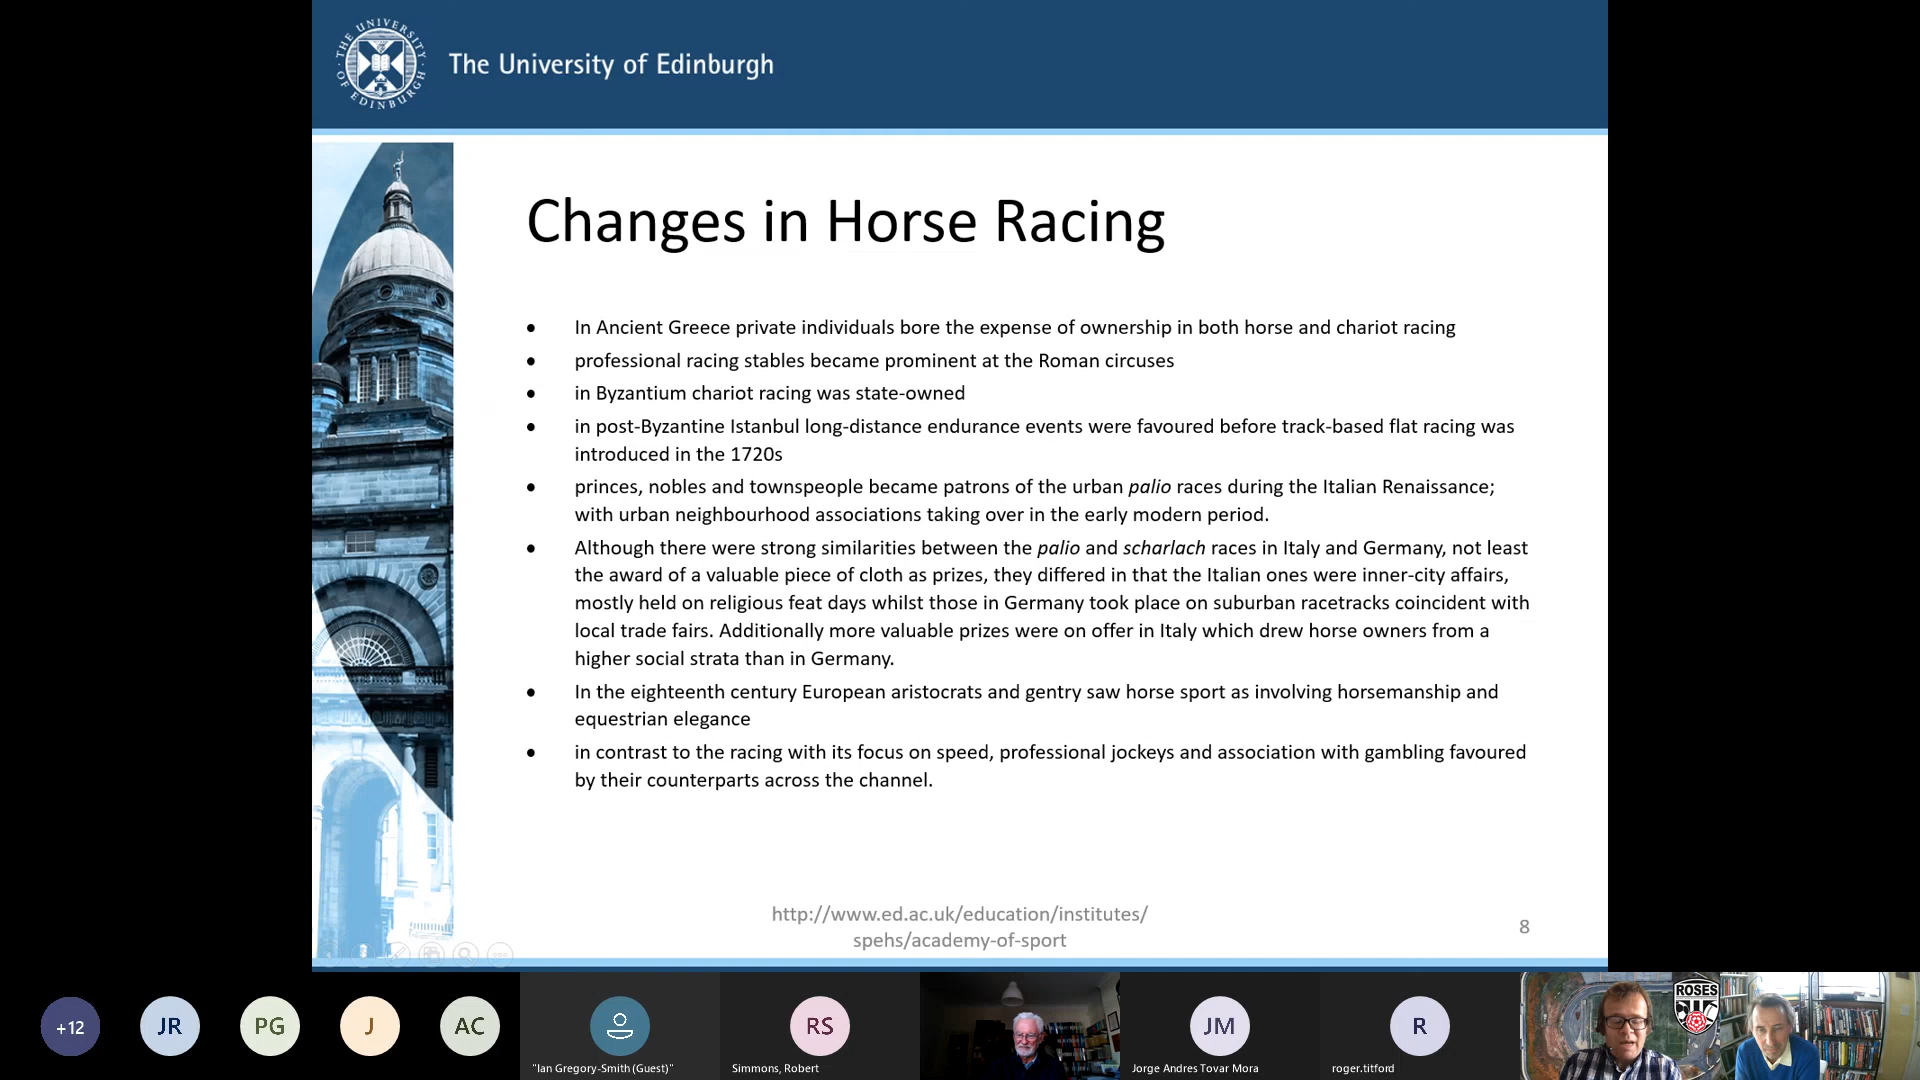 THE UNIVERSITY OF EDINBURGH
The University of Edinburgh
Changes in Horse Racing
• In Ancient Greece private individuals bore the expense of ownership in both horse and chariot racing
• professional racing stables became prominent at the Roman circuses
• in Byzantium chariot racing was state-owned
• in post-Byzantine Istanbul long-distance endurance events were favoured before track-based flat racing was
introduced in the 1720s
• princes, nobles and townspeople became patrons of the urban palio races during the Italian Renaissance;
with urban neighbourhood associations taking over in the early modern period.
• Although there were strong similarities between the palio and scharlach races in Italy and Germany, not least
the award of a valuable piece of cloth as prizes, they differed in that the Italian ones were inner-city affairs,
mostly held on religious feat days whilst those in Germany took place on suburban racetracks coincident with
local trade fairs. Additionally more valuable prizes were on offer in Italy which drew horse owners from a
higher social strata than in Germany.
• In the eighteenth century European aristocrats and gentry saw horse sport as involving horsemanship and
equestrian elegance
• in contrast to the racing with its focus on speed, professional jockeys and association with gambling favoured
by their counterparts across the channel.
http://www.ed.ac.uk/education/institutes/
spehs/academy-of-sport
8
+12
JR
PG
J
AC
"Ian Gregory-Smith (Guest)"
RS
Simmons, Robert
JM
Jorge Andres Tovar Mora
R
roger.titford
ROSES